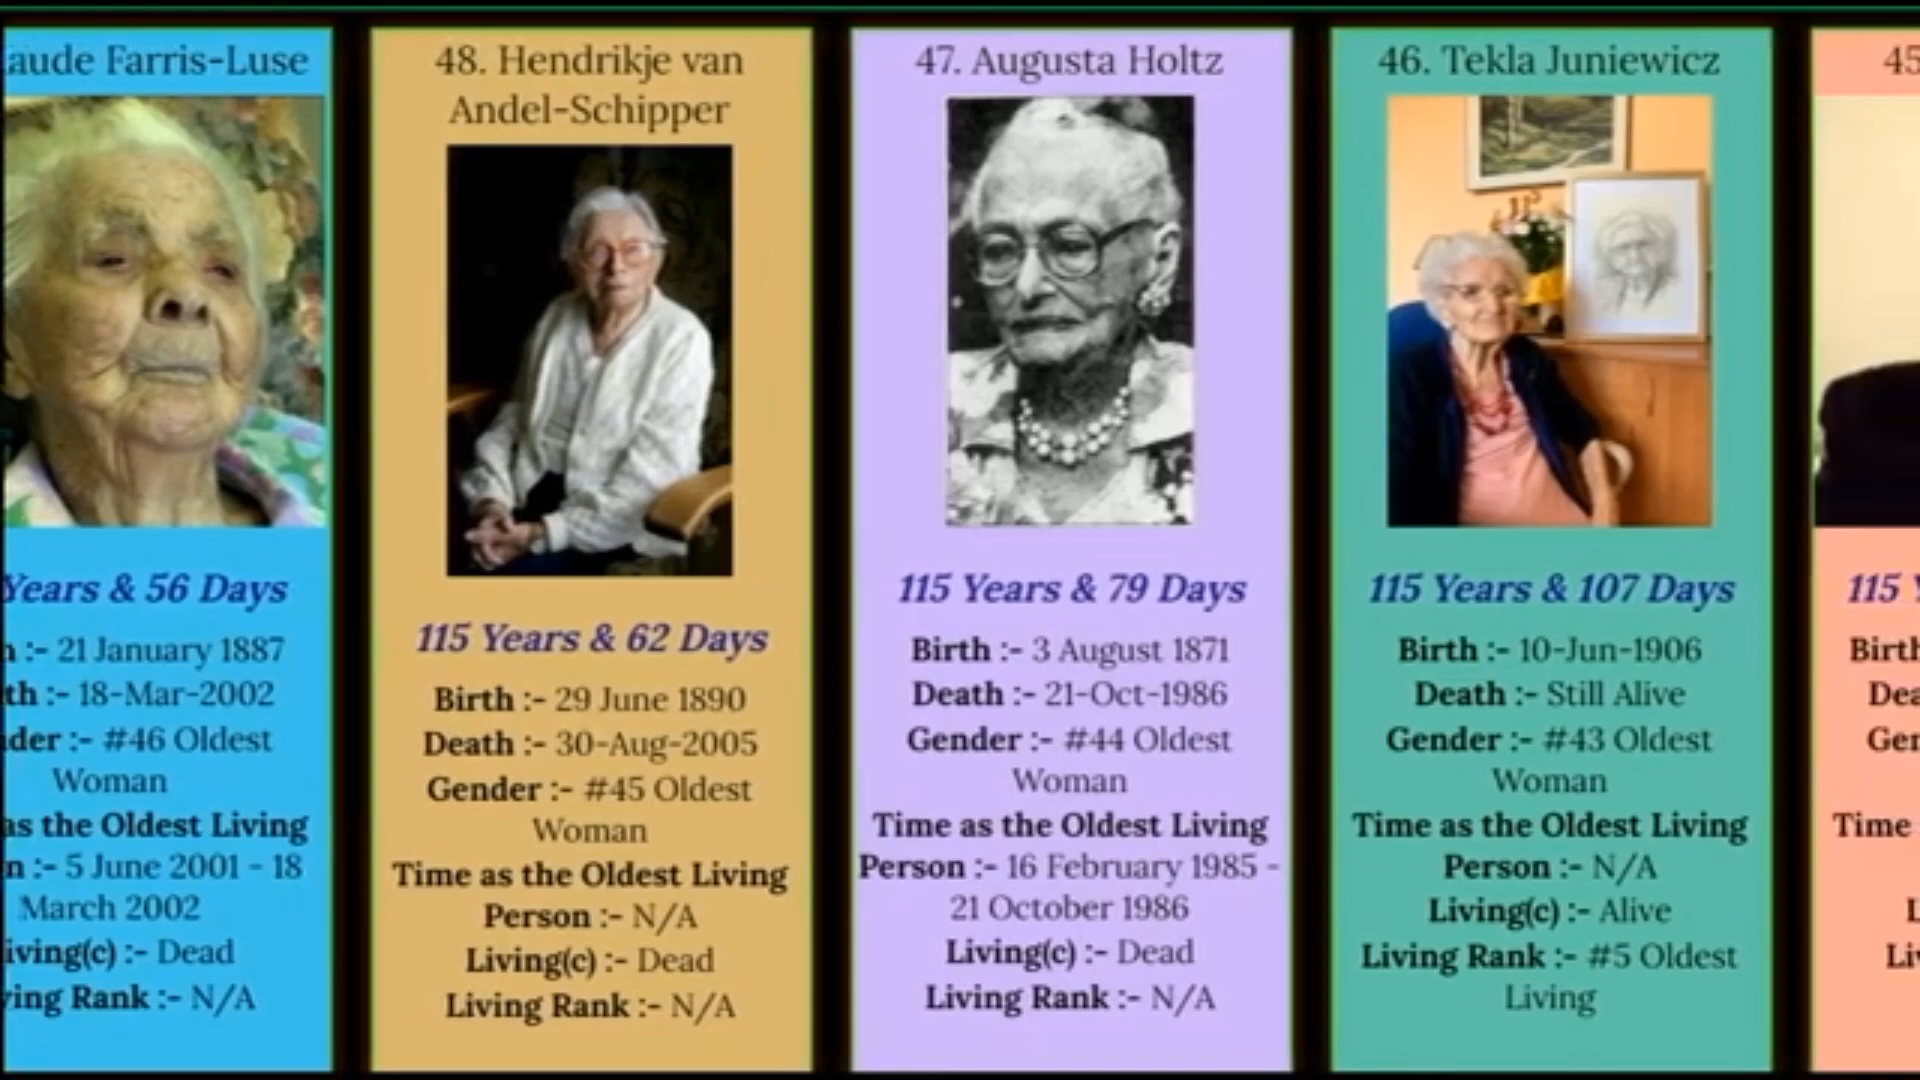 aude Farris-Luse
Years & 56 Days
:- 21 January 1887
th :- 18-Mar-2002
der :- #46 Oldest
Woman
as the Oldest Living
n :- 5 June 2001 - 18
March 2002
iving(c) :- Dead
ving Rank :- N/A
48. Hendrikje van
Andel-Schipper
115 Years & 62 Days
Birth :- 29 June 1890
Death :- 30-Aug-2005
Gender :- #45 Oldest
Woman
Time as the Oldest Living
Person :- N/A
Living(c) :- Dead
Living Rank :- N/A
47. Augusta Holtz
115 Years & 79 Days
Birth :- 3 August 1871
Death :- 21-Oct-1986
Gender :- #44 Oldest
Woman
Time as the Oldest Living
Person :- 16 February 1985 -
21 October 1986
Living(c) :- Dead
Living Rank :- N/A
46. Tekla Juniewicz
115 Years & 107 Days
Birth :- 10-Jun-1906
Death :- Still Alive
Gender :- #43 Oldest
Woman
Time as the Oldest Living
Person :- N/A
Living(c) :- Alive
Living Rank :- #5 Oldest
Living
45
115 Y
Birth
Dea
Ger
Time
L
Liv